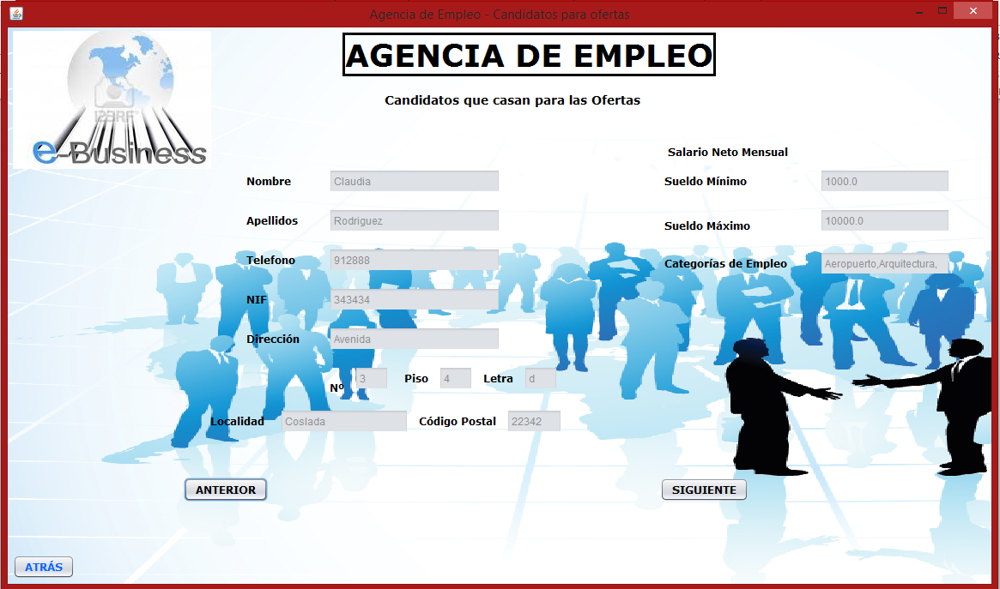 Agencia de Empleo - Candidatos para ofertas
AGENCIA DE EMPLEO
Candidatos que casan para las Ofertas
123RF
e-Business
Salario Neto Mensual
Nombre Claudia Sueldo Mínimo 1000.0
Apellidos Rodriguez Sueldo Máximo 10000.0
Telefono 912888 Categorías de Empleo Aeropuerto,Arquitectura,
NIF 343434
Dirección Avenida
Nº 3 Piso 4 Letra d
Localidad Coslada Código Postal 22342
ANTERIOR SIGUIENTE
ATRÁS